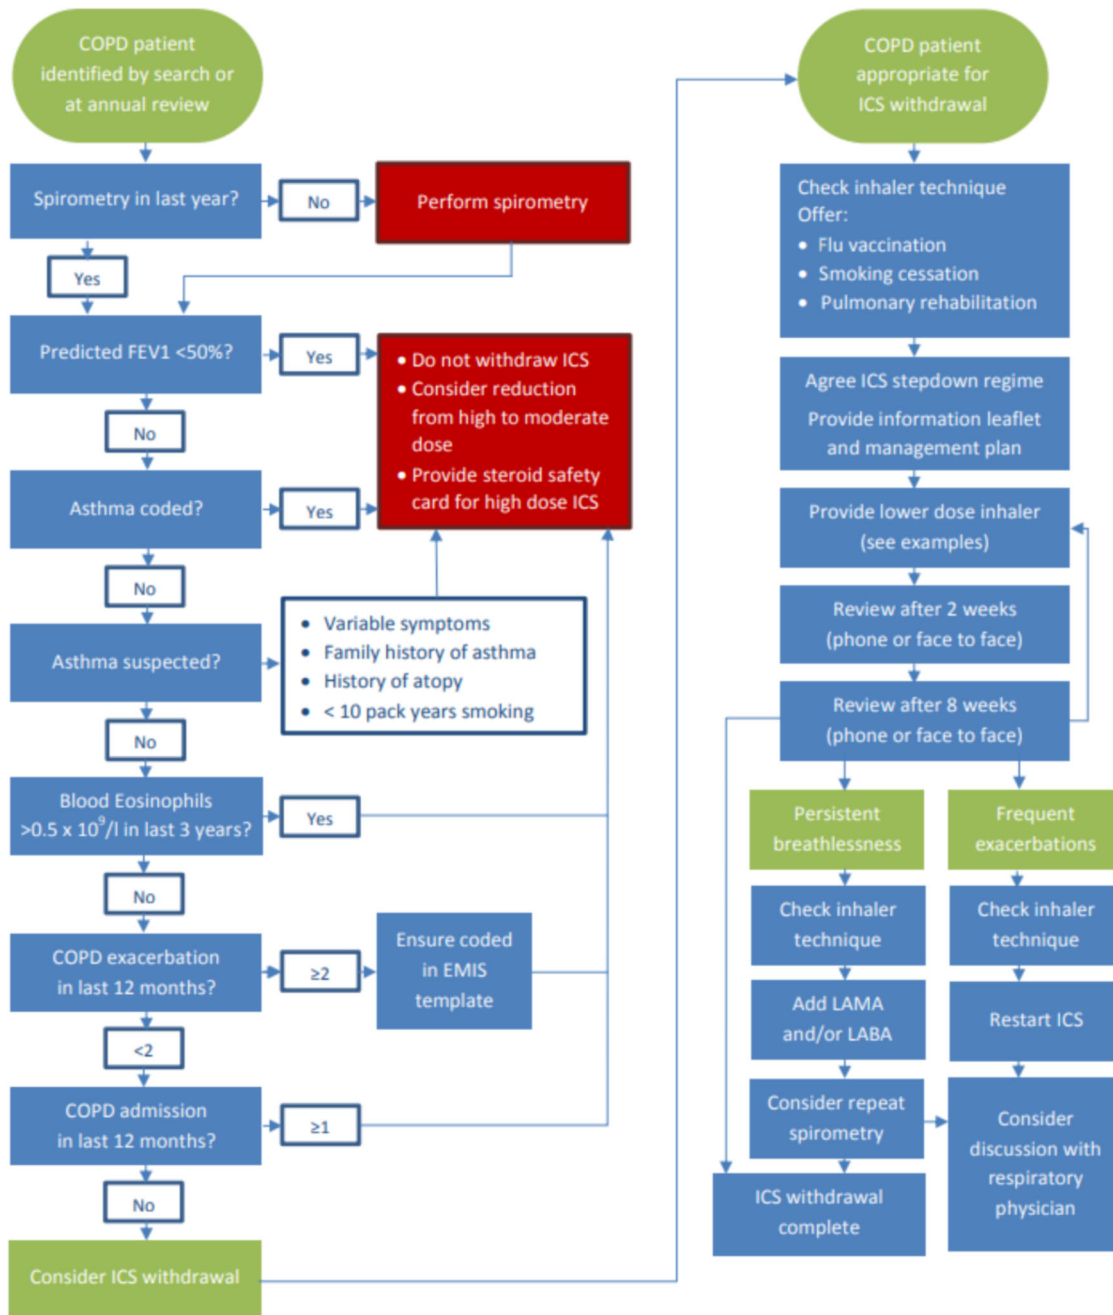 COPD patient
identified by search or
at annual review
Spirometry in last year?
No
Perform spirometry
Yes
Predicted FEV1 <50%?
Yes
• Do not withdraw ICS
• Consider reduction
from high to moderate
dose
• Provide steroid safety
card for high dose ICS
No
Asthma coded?
Yes
No
Asthma suspected?
• Variable symptoms
• Family history of asthma
• History of atopy
• < 10 pack years smoking
No
Blood Eosinophils
>0.5 x 10⁹/l in last 3 years?
Yes
No
COPD exacerbation
in last 12 months?
≥2
Ensure coded
in EMIS
template
<2
COPD admission
in last 12 months?
≥1
No
Consider ICS withdrawal
COPD patient
appropriate for
ICS withdrawal
Check inhaler technique
Offer:
• Flu vaccination
• Smoking cessation
• Pulmonary rehabilitation
Agree ICS stepdown regime
Provide information leaflet
and management plan
Provide lower dose inhaler
(see examples)
Review after 2 weeks
(phone or face to face)
Review after 8 weeks
(phone or face to face)
Persistent
breathlessness
Check inhaler
technique
Add LAMA
and/or LABA
Consider repeat
spirometry
ICS withdrawal
complete
Frequent
exacerbations
Check inhaler
technique
Restart ICS
Consider
discussion with
respiratory
physician